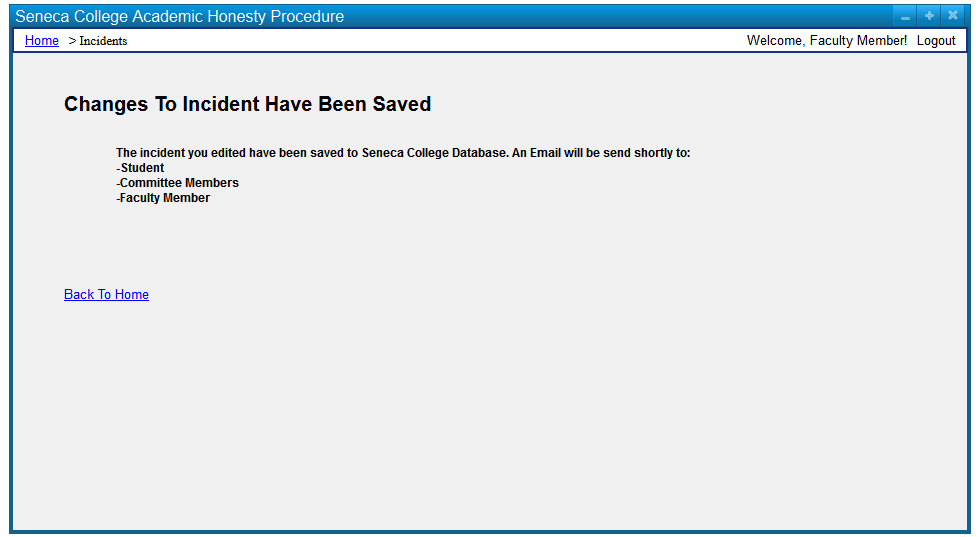 Seneca College Academic Honesty Procedure
Home > Incidents Welcome, Faculty Member! Logout
Changes To Incident Have Been Saved
The incident you edited have been saved to Seneca College Database. An Email will be send shortly to:
-Student
-Committee Members
-Faculty Member
Back To Home